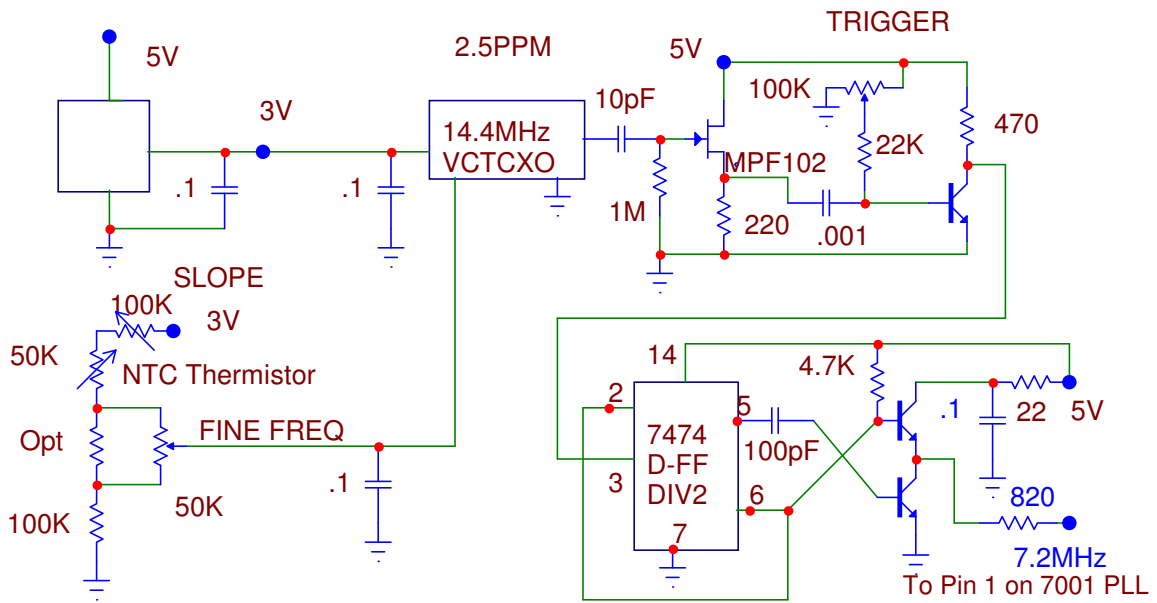 TRIGGER
2.5PPM
5V
5V
3V
10pF
100K
14.4MHz
VCTCXO
22K
470
MPF102
.1
.1
1M
220
.001
SLOPE
100K
3V
50K
NTC Thermistor
14
4.7K
2
5
.1
22
5V
Opt
FINE FREQ
7474
D-FF
DIV2
100pF
3
.1
6
50K
100K
7
820
7.2MHz
To Pin 1 on 7001 PLL